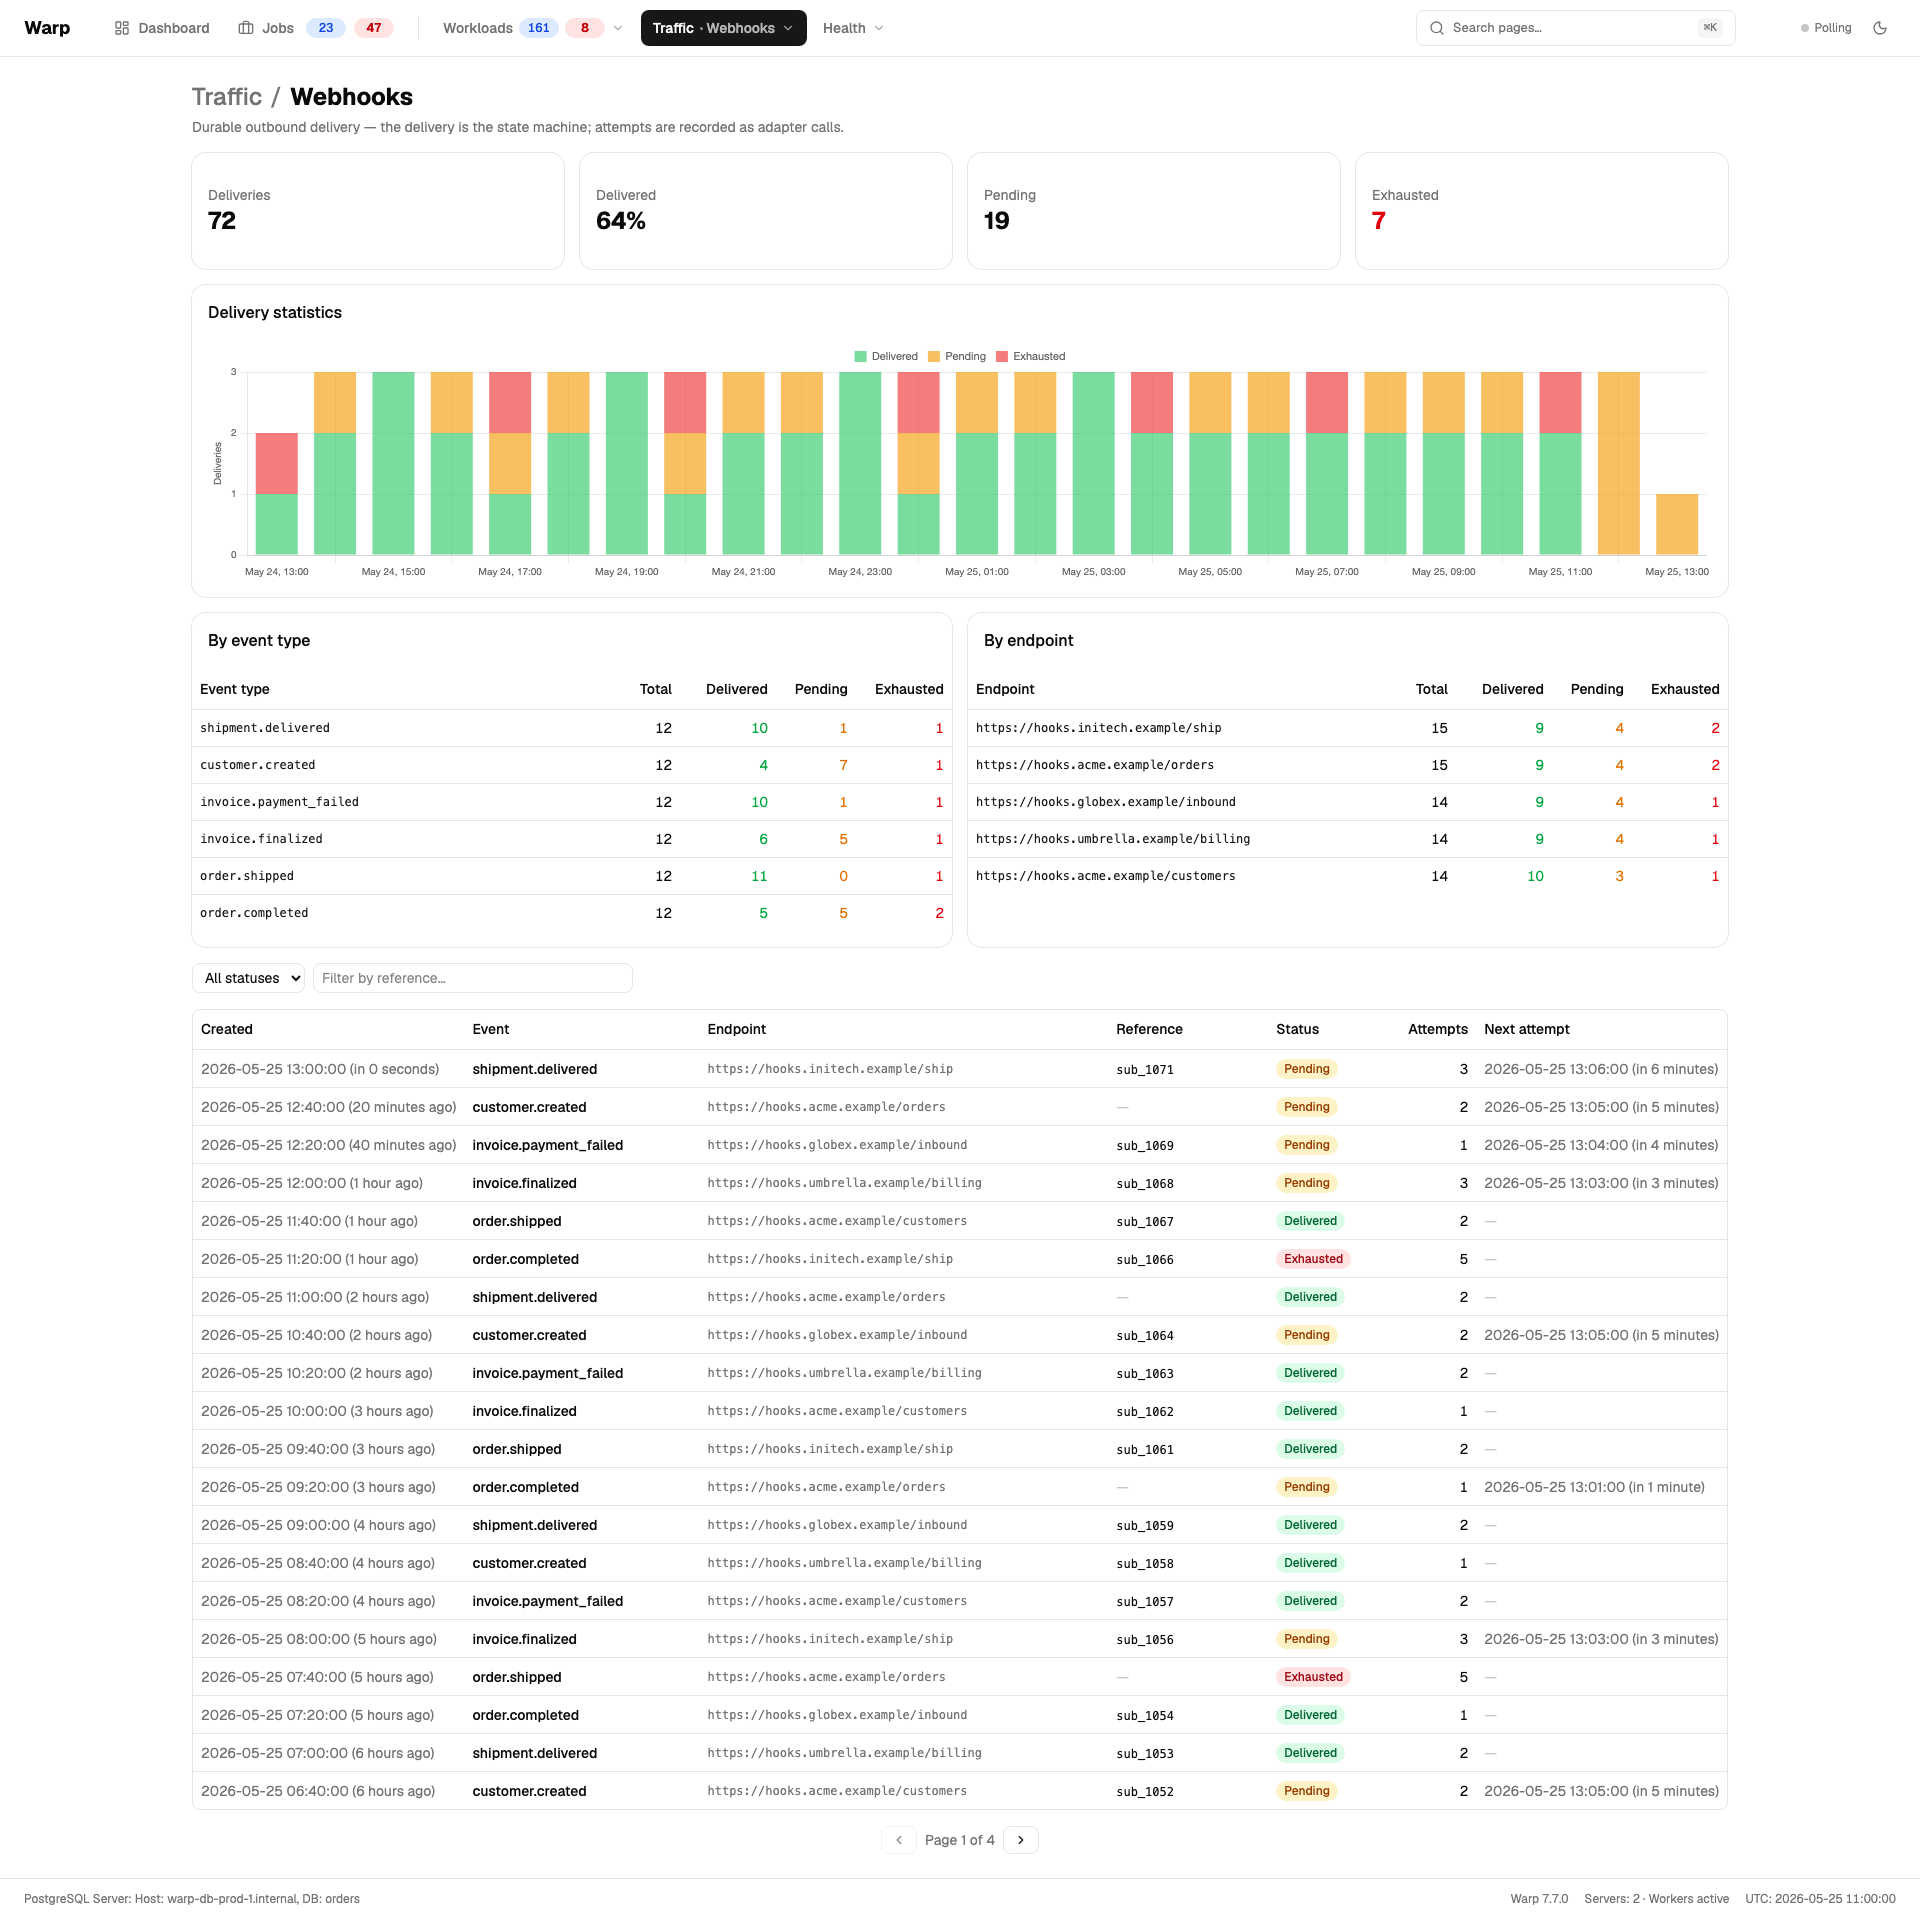 Warp Dashboard Jobs 23 47 Workloads 161 8 Traffic · Webhooks Health Search pages... ⌘K Polling
Traffic / Webhooks
Durable outbound delivery — the delivery is the state machine; attempts are recorded as adapter calls.
Deliveries
72
Delivered
64%
Pending
19
Exhausted
7
Delivery statistics
Delivered Pending Exhausted
Deliveries
3
2
1
0
May 24, 13:00 May 24, 15:00 May 24, 17:00 May 24, 19:00 May 24, 21:00 May 24, 23:00 May 25, 01:00 May 25, 03:00 May 25, 05:00 May 25, 07:00 May 25, 09:00 May 25, 11:00 May 25, 13:00
By event type
Event type Total Delivered Pending Exhausted
shipment.delivered 12 10 1 1
customer.created 12 4 7 1
invoice.payment_failed 12 10 1 1
invoice.finalized 12 6 5 1
order.shipped 12 11 0 1
order.completed 12 5 5 2
By endpoint
Endpoint Total Delivered Pending Exhausted
https://hooks.initech.example/ship 15 9 4 2
https://hooks.acme.example/orders 15 9 4 2
https://hooks.globex.example/inbound 14 9 4 1
https://hooks.umbrella.example/billing 14 9 4 1
https://hooks.acme.example/customers 14 10 3 1
All statuses Filter by reference...
Created Event Endpoint Reference Status Attempts Next attempt
2026-05-25 13:00:00 (in 0 seconds) shipment.delivered https://hooks.initech.example/ship sub_1071 Pending 3 2026-05-25 13:06:00 (in 6 minutes)
2026-05-25 12:40:00 (20 minutes ago) customer.created https://hooks.acme.example/orders — Pending 2 2026-05-25 13:05:00 (in 5 minutes)
2026-05-25 12:20:00 (40 minutes ago) invoice.payment_failed https://hooks.globex.example/inbound sub_1069 Pending 1 2026-05-25 13:04:00 (in 4 minutes)
2026-05-25 12:00:00 (1 hour ago) invoice.finalized https://hooks.umbrella.example/billing sub_1068 Pending 3 2026-05-25 13:03:00 (in 3 minutes)
2026-05-25 11:40:00 (1 hour ago) order.shipped https://hooks.acme.example/customers sub_1067 Delivered 2 —
2026-05-25 11:20:00 (1 hour ago) order.completed https://hooks.initech.example/ship sub_1066 Exhausted 5 —
2026-05-25 11:00:00 (2 hours ago) shipment.delivered https://hooks.acme.example/orders — Delivered 2 —
2026-05-25 10:40:00 (2 hours ago) customer.created https://hooks.globex.example/inbound sub_1064 Pending 2 2026-05-25 13:05:00 (in 5 minutes)
2026-05-25 10:20:00 (2 hours ago) invoice.payment_failed https://hooks.umbrella.example/billing sub_1063 Delivered 2 —
2026-05-25 10:00:00 (3 hours ago) invoice.finalized https://hooks.acme.example/customers sub_1062 Delivered 1 —
2026-05-25 09:40:00 (3 hours ago) order.shipped https://hooks.initech.example/ship sub_1061 Delivered 2 —
2026-05-25 09:20:00 (3 hours ago) order.completed https://hooks.acme.example/orders — Pending 1 2026-05-25 13:01:00 (in 1 minute)
2026-05-25 09:00:00 (4 hours ago) shipment.delivered https://hooks.globex.example/inbound sub_1059 Delivered 2 —
2026-05-25 08:40:00 (4 hours ago) customer.created https://hooks.umbrella.example/billing sub_1058 Delivered 1 —
2026-05-25 08:20:00 (4 hours ago) invoice.payment_failed https://hooks.acme.example/customers sub_1057 Delivered 2 —
2026-05-25 08:00:00 (5 hours ago) invoice.finalized https://hooks.initech.example/ship sub_1056 Pending 3 2026-05-25 13:03:00 (in 3 minutes)
2026-05-25 07:40:00 (5 hours ago) order.shipped https://hooks.acme.example/orders — Exhausted 5 —
2026-05-25 07:20:00 (5 hours ago) order.completed https://hooks.globex.example/inbound sub_1054 Delivered 1 —
2026-05-25 07:00:00 (6 hours ago) shipment.delivered https://hooks.umbrella.example/billing sub_1053 Delivered 2 —
2026-05-25 06:40:00 (6 hours ago) customer.created https://hooks.acme.example/customers sub_1052 Pending 2 2026-05-25 13:05:00 (in 5 minutes)
Page 1 of 4
PostgreSQL Server: Host: warp-db-prod-1.internal, DB: orders Warp 7.7.0 Servers: 2 · Workers active UTC: 2026-05-25 11:00:00